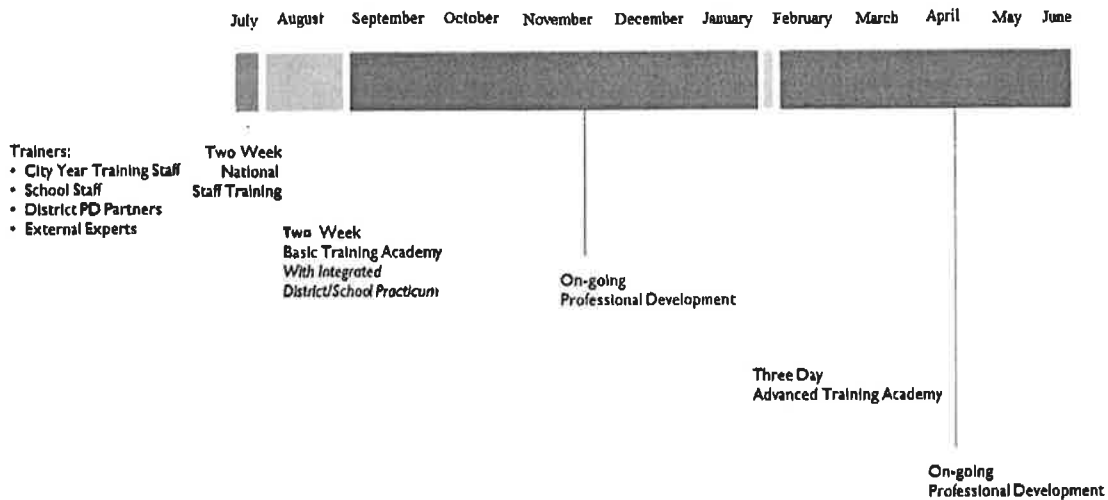 July August September October November December January February March April May June
Trainers:
• City Year Training Staff
• School Staff
• District PD Partners
• External Experts
Two Week
National
Staff Training
Two Week
Basic Training Academy
With Integrated
District/School Practicum
On-going
Professional Development
Three Day
Advanced Training Academy
On-going
Professional Development